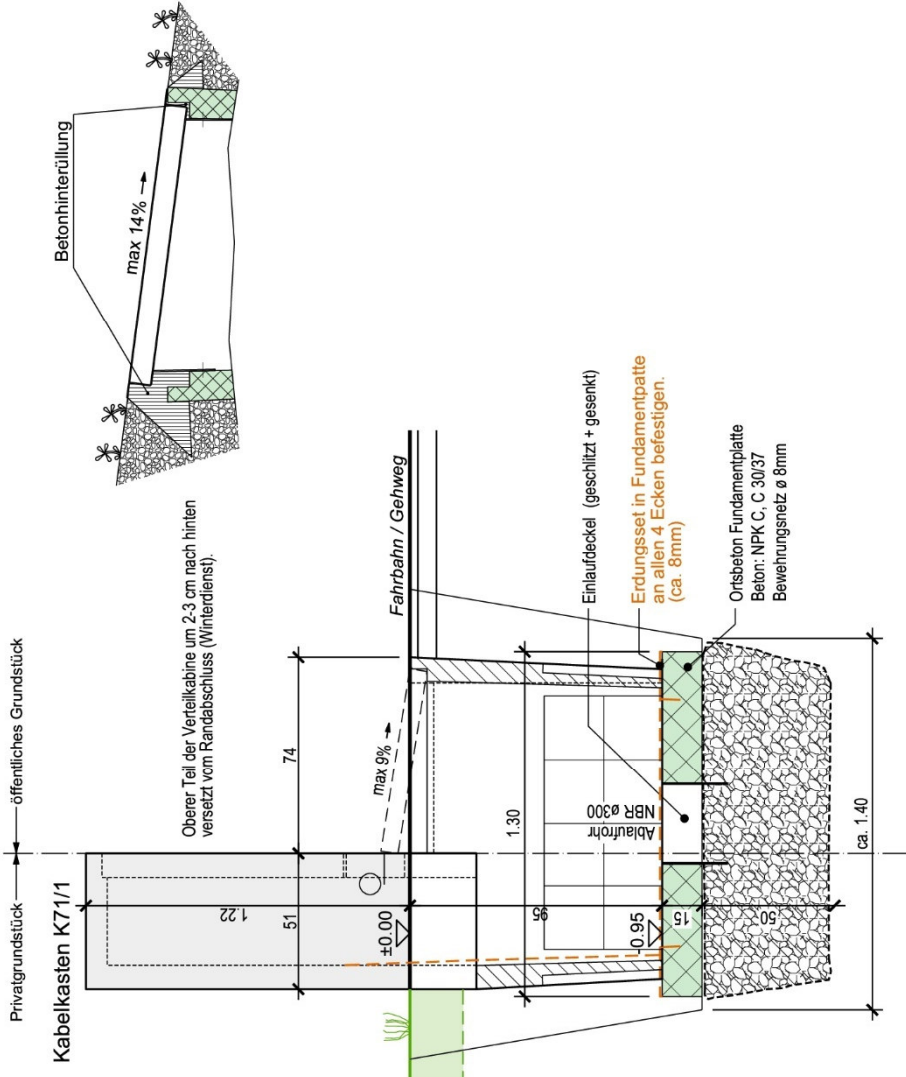 Privatgrundstück
öffentliches Grundstück
Kabelkasten K71/1
Oberer Teil der Verteilkabine um 2-3 cm nach hinten
versetzt vom Randabschluss (Winterdienst).
Betonhinterüllung
max 14%
51
74
1.22
±0.00
max 9%
Fahrbahn / Gehweg
1.30
95
Ablaufrohr
NBR ø300
-0.95
15
50
ca. 1.40
Einlaufdeckel (geschlitzt + gesenkt)
Erdungsset in Fundamentpatte
an allen 4 Ecken befestigen.
(ca. 8mm)
Ortsbeton Fundamentplatte
Beton: NPK C, C 30/37
Bewehrungsnetz ø 8mm